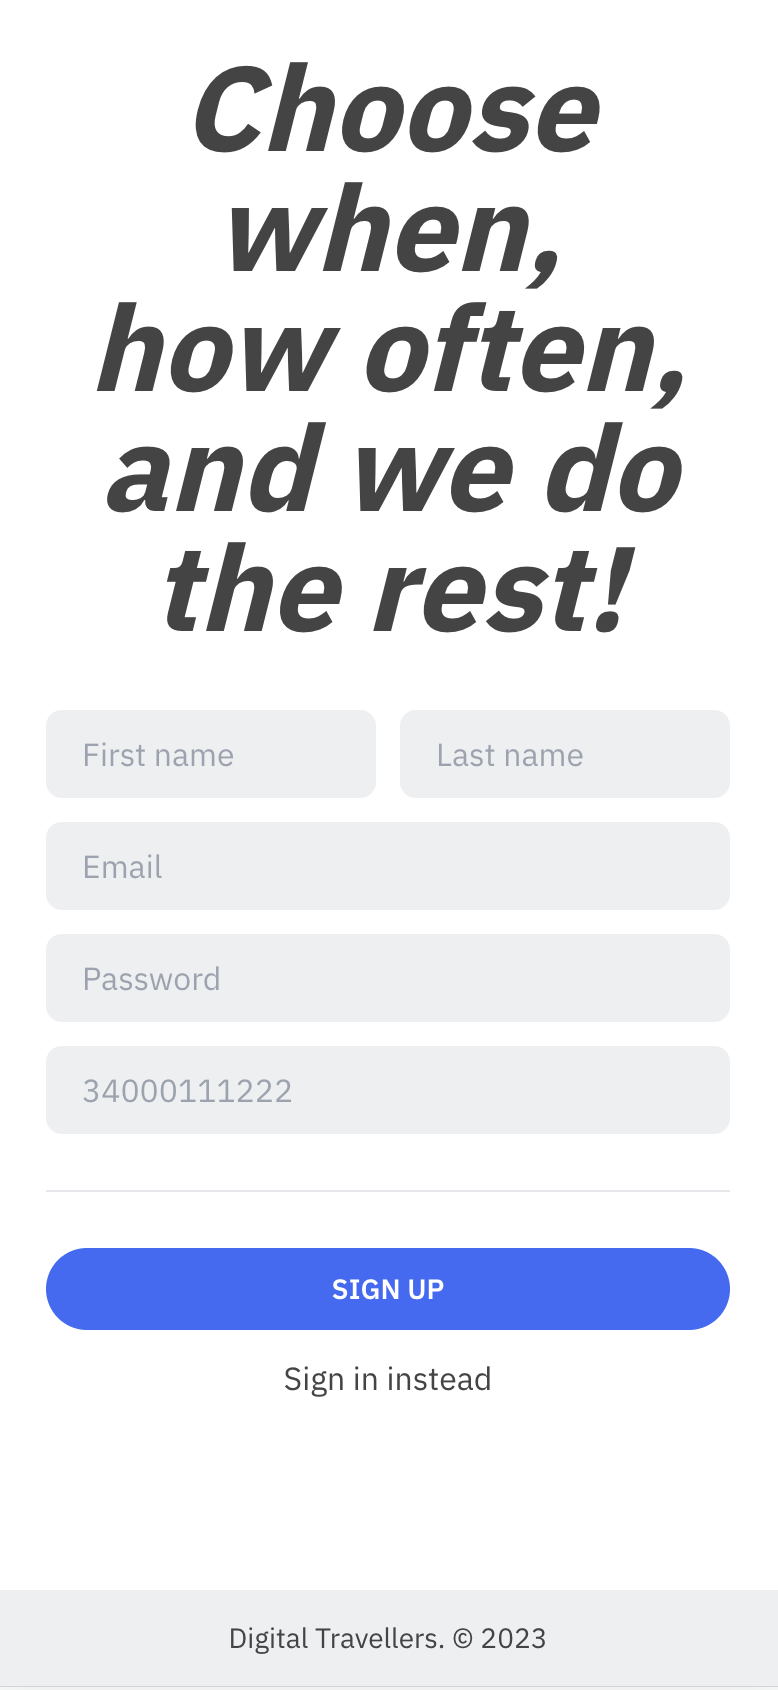 Choose
when,
how often,
and we do
the rest!
First name
Last name
Email
Password
34000111222
SIGN UP
Sign in instead
Digital Travellers. © 2023